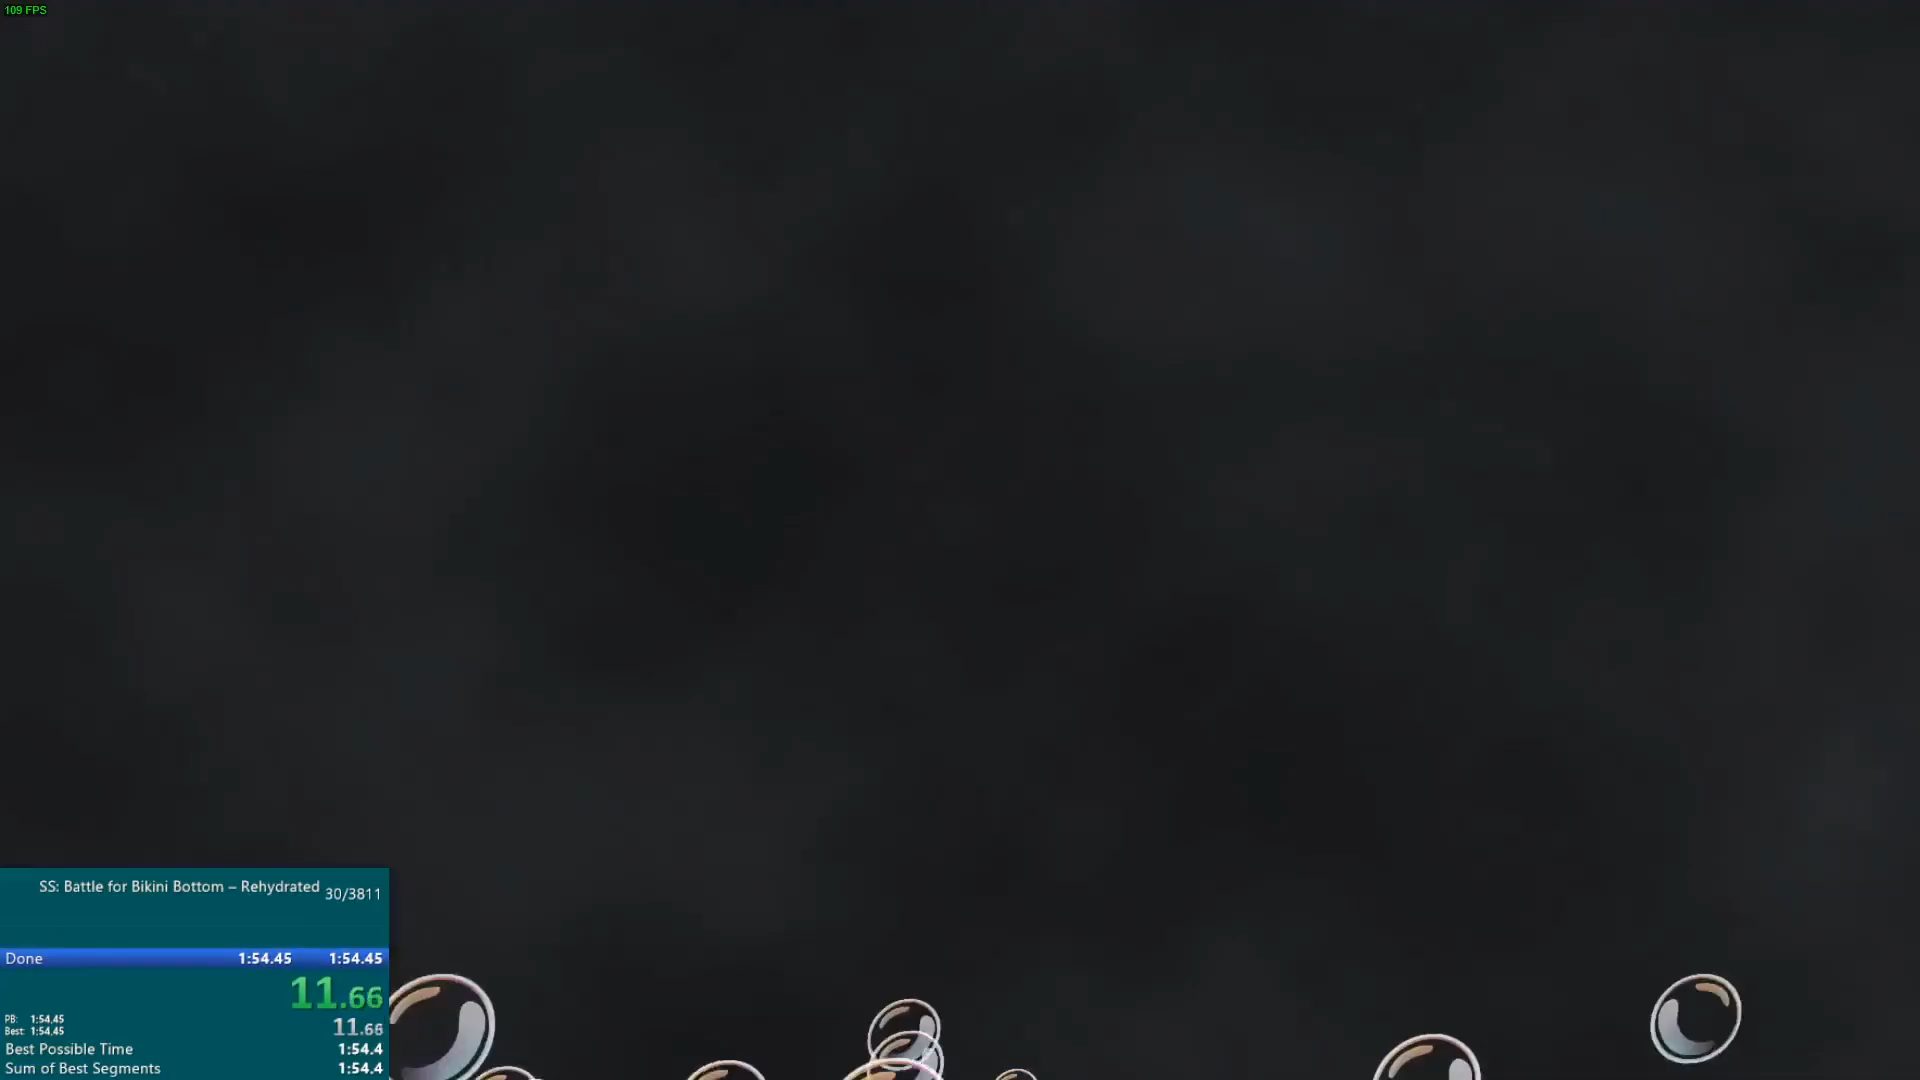 109 FPS
SS: Battle for Bikini Bottom – Rehydrated 30/3811
Done 1:54.45 1:54.45
11.66
PB: 1:54.45
Best: 1:54.45 11.66
Best Possible Time 1:54.4
Sum of Best Segments 1:54.4